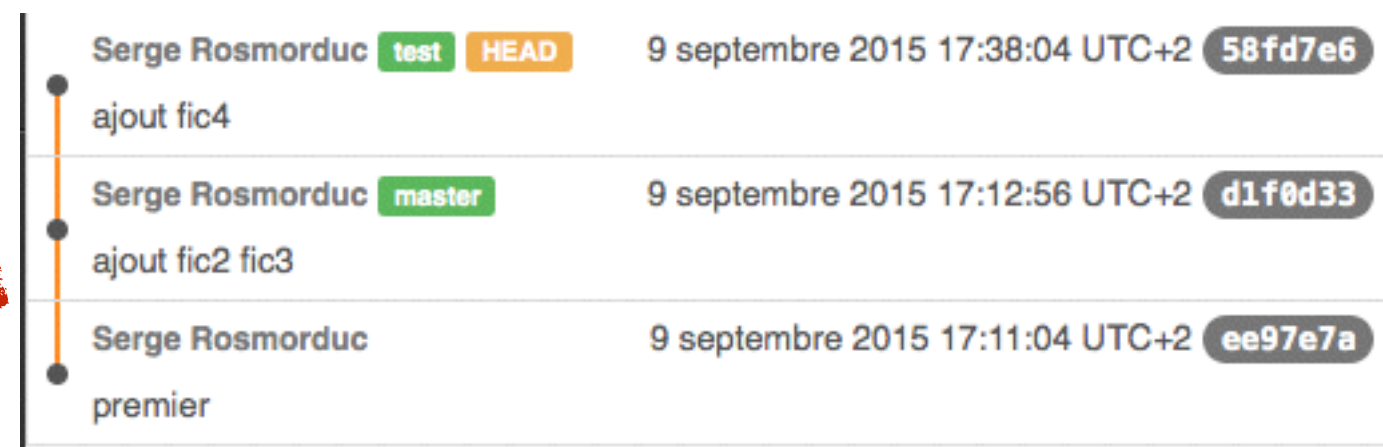 Serge Rosmorduc test HEAD 9 septembre 2015 17:38:04 UTC+2 58fd7e6
ajout fic4
Serge Rosmorduc master 9 septembre 2015 17:12:56 UTC+2 d1f0d33
ajout fic2 fic3
Serge Rosmorduc 9 septembre 2015 17:11:04 UTC+2 ee97e7a
premier